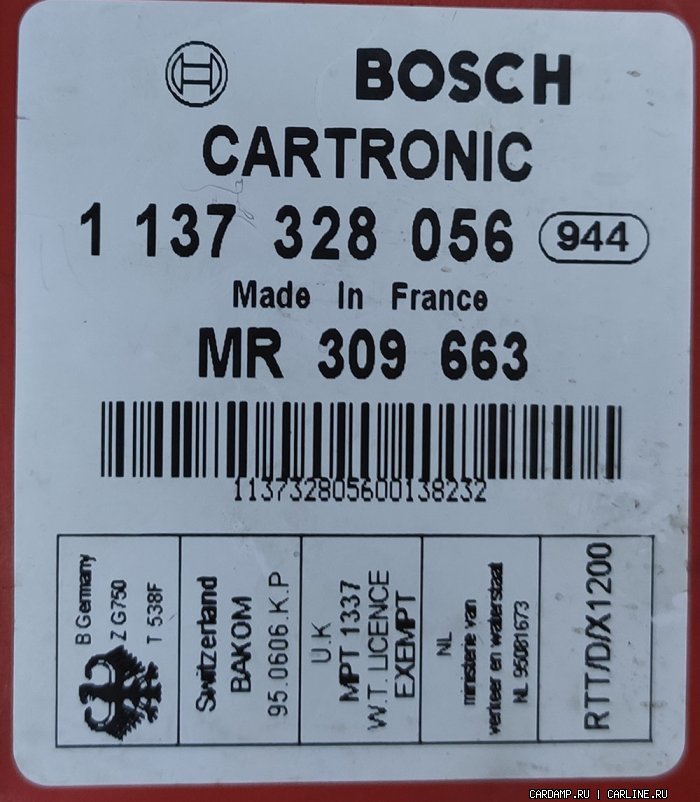 BOSCH
CARTRONIC
1 137 328 056 944
Made In France
MR 309 663
113732805600138232
B Germany
Z G750
T 538F
Switzerland
BAKOM
95.0606.K.P
U.K
MPT 1337
W.T. LICENCE
EXEMPT
NL
ministerie van
verkeer en waterstaat
NL 95081673
RTT/D/X1200
CARDAMP.RU | CARLINE.RU